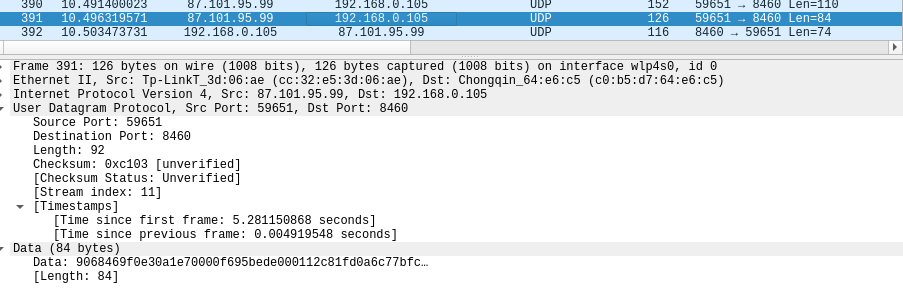 390 10.491400023 87.101.95.99 192.168.0.105 UDP 152 59651 → 8460 Len=110
391 10.496319571 87.101.95.99 192.168.0.105 UDP 126 59651 → 8460 Len=84
392 10.503473731 192.168.0.105 87.101.95.99 UDP 116 8460 → 59651 Len=74
Frame 391: 126 bytes on wire (1008 bits), 126 bytes captured (1008 bits) on interface wlp4s0, id 0
Ethernet II, Src: Tp-LinkT_3d:06:ae (cc:32:e5:3d:06:ae), Dst: Chongqin_64:e6:c5 (c0:b5:d7:64:e6:c5)
Internet Protocol Version 4, Src: 87.101.95.99, Dst: 192.168.0.105
User Datagram Protocol, Src Port: 59651, Dst Port: 8460
Source Port: 59651
Destination Port: 8460
Length: 92
Checksum: 0xc103 [unverified]
[Checksum Status: Unverified]
[Stream index: 11]
[Timestamps]
[Time since first frame: 5.281150868 seconds]
[Time since previous frame: 0.004919548 seconds]
Data (84 bytes)
Data: 9068469f0e30a1e70000f695bede000112c81fd0a6c77bfc…
[Length: 84]